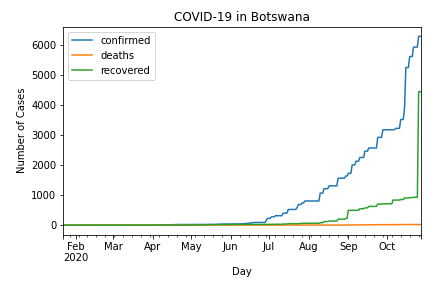 COVID-19 in Botswana
confirmed
deaths
recovered
Number of Cases
6000
5000
4000
3000
2000
1000
0
Feb Mar Apr May Jun Jul Aug Sep Oct
2020
Day